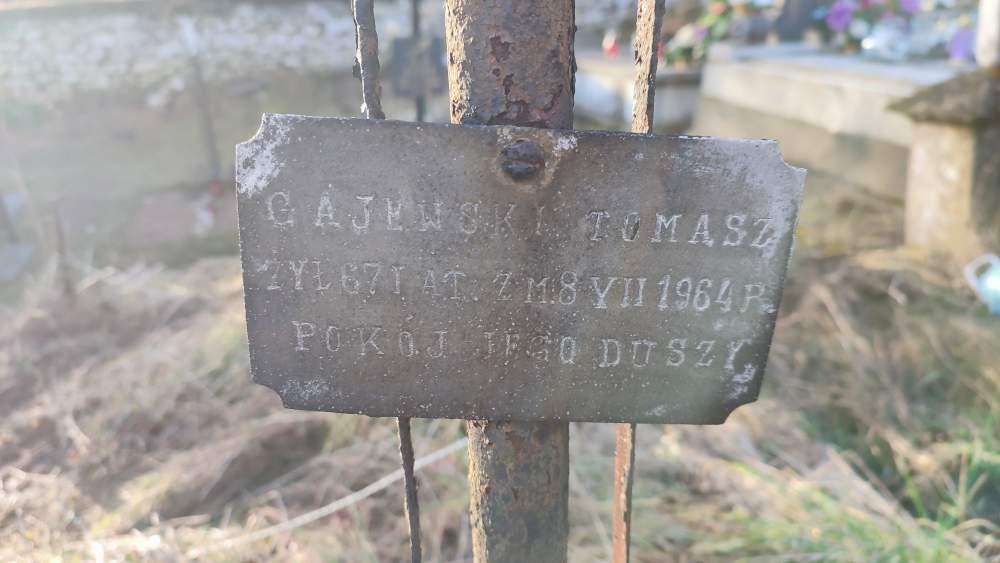 GAJEWSKI TOMASZ
ŻYŁ 67 LAT. ZM. 8 VII 1964 R.
POKÓJ JEGO DUSZY